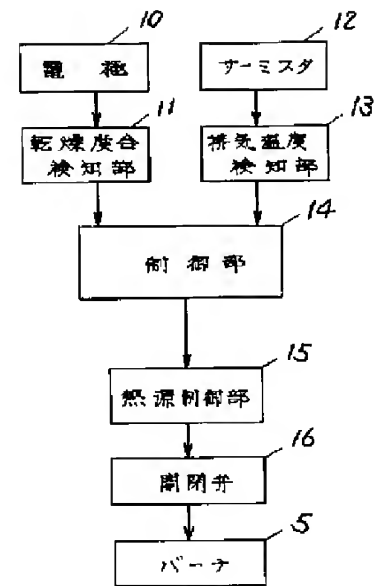 10
12
電極
サーミスタ
11
13
乾燥度合
検知部
排気温度
検知部
14
制御部
15
熱源制御部
16
開閉弁
5
バーナ